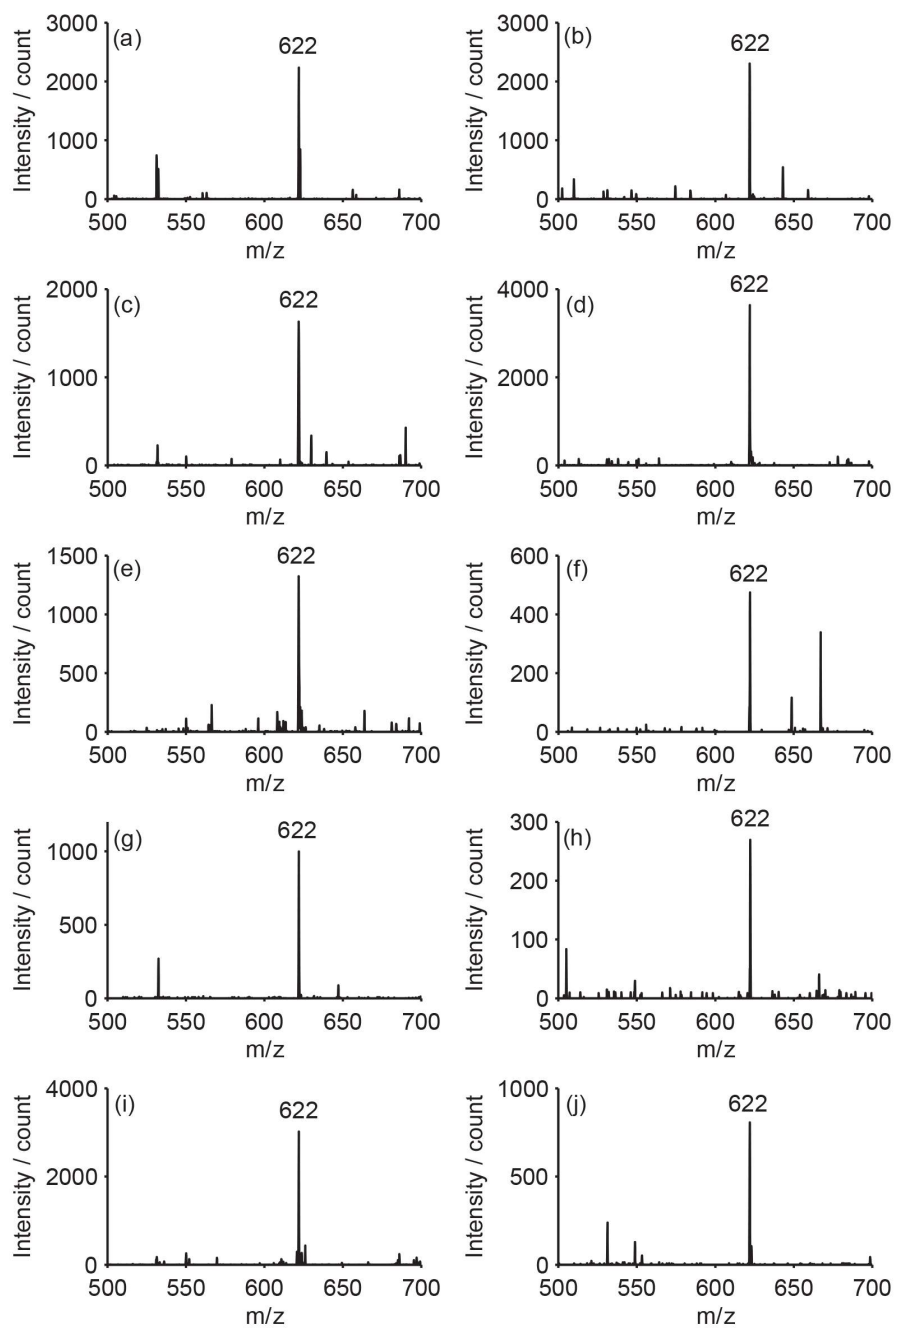 3000 (a) 622
2000
1000
0
500 550 600 650 700
m/z
Intensity / count
3000 (b) 622
2000
1000
0
500 550 600 650 700
m/z
Intensity / count
2000 (c) 622
1000
0
500 550 600 650 700
m/z
Intensity / count
4000 (d) 622
2000
0
500 550 600 650 700
m/z
Intensity / count
1500 (e) 622
1000
500
0
500 550 600 650 700
m/z
Intensity / count
600 (f) 622
400
200
0
500 550 600 650 700
m/z
Intensity / count
(g) 622
1000
500
0
500 550 600 650 700
m/z
Intensity / count
300 (h) 622
200
100
0
500 550 600 650 700
m/z
Intensity / count
4000 (i) 622
2000
0
500 550 600 650 700
m/z
Intensity / count
1000 (j) 622
500
0
500 550 600 650 700
m/z
Intensity / count